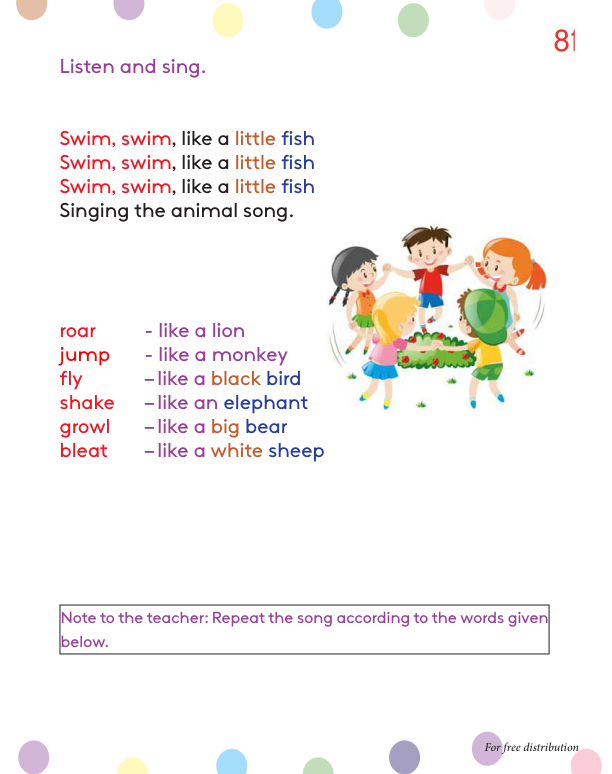 81
Listen and sing.
Swim, swim, like a little fish
Swim, swim, like a little fish
Swim, swim, like a little fish
Singing the animal song.
roar - like a lion
jump - like a monkey
fly – like a black bird
shake – like an elephant
growl – like a big bear
bleat – like a white sheep
Note to the teacher: Repeat the song according to the words given
below.
For free distribution